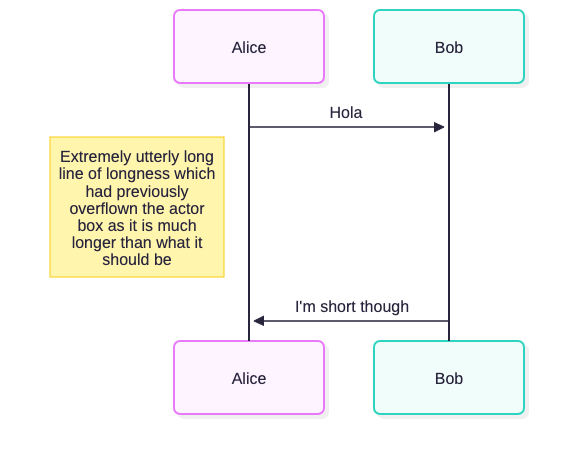 Alice
Bob
Hola
Extremely utterly long
line of longness which
had previously
overflown the actor
box as it is much
longer than what it
should be
I'm short though
Alice
Bob